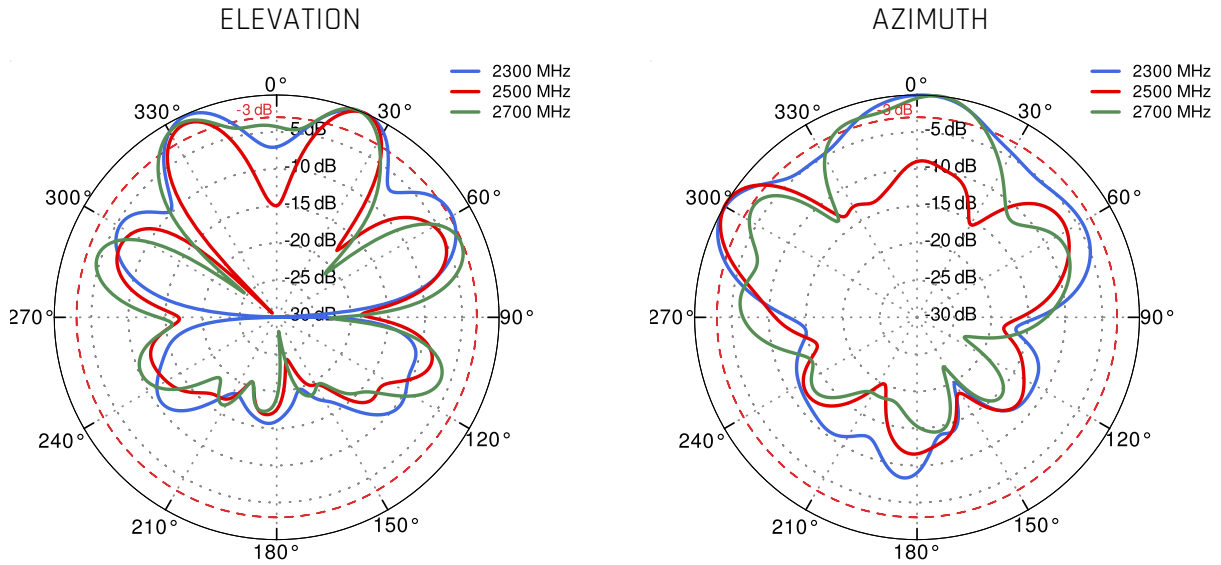 ELEVATION
2300 MHz
2500 MHz
2700 MHz
0°
30°
60°
90°
120°
150°
180°
210°
240°
270°
300°
330°
-3 dB
-5 dB
-10 dB
-15 dB
-20 dB
-25 dB
-30 dB
AZIMUTH
2300 MHz
2500 MHz
2700 MHz
0°
30°
60°
90°
120°
150°
180°
210°
240°
270°
300°
330°
-3 dB
-5 dB
-10 dB
-15 dB
-20 dB
-25 dB
-30 dB